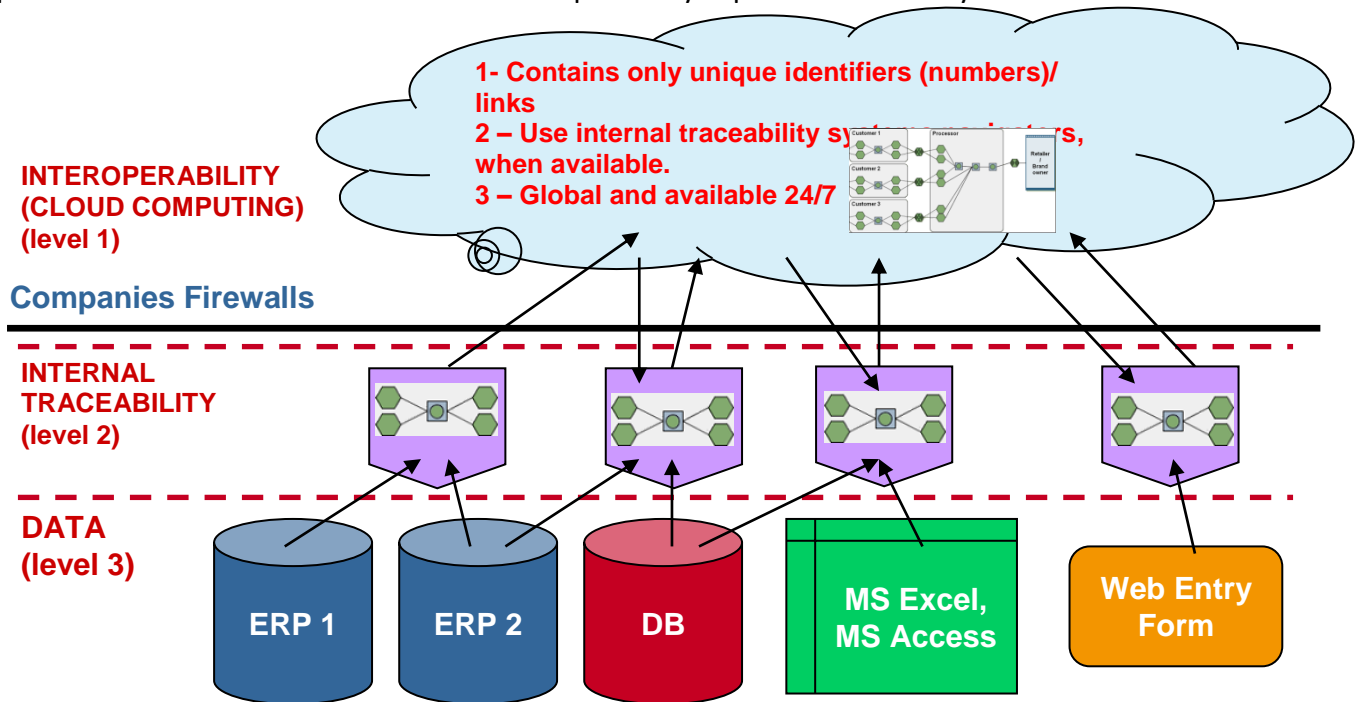 1- Contains only unique identifiers (numbers)/
links
2 – Use internal traceability
when available.
3 – Global and available 24/7
Customer 1
Customer 2
Customer 3
Processor
Retailer
/
Brand
owner
INTEROPERABILITY
(CLOUD COMPUTING)
(level 1)
Companies Firewalls
INTERNAL
TRACEABILITY
(level 2)
DATA
(level 3)
ERP 1
ERP 2
DB
MS Excel,
MS Access
Web Entry
Form